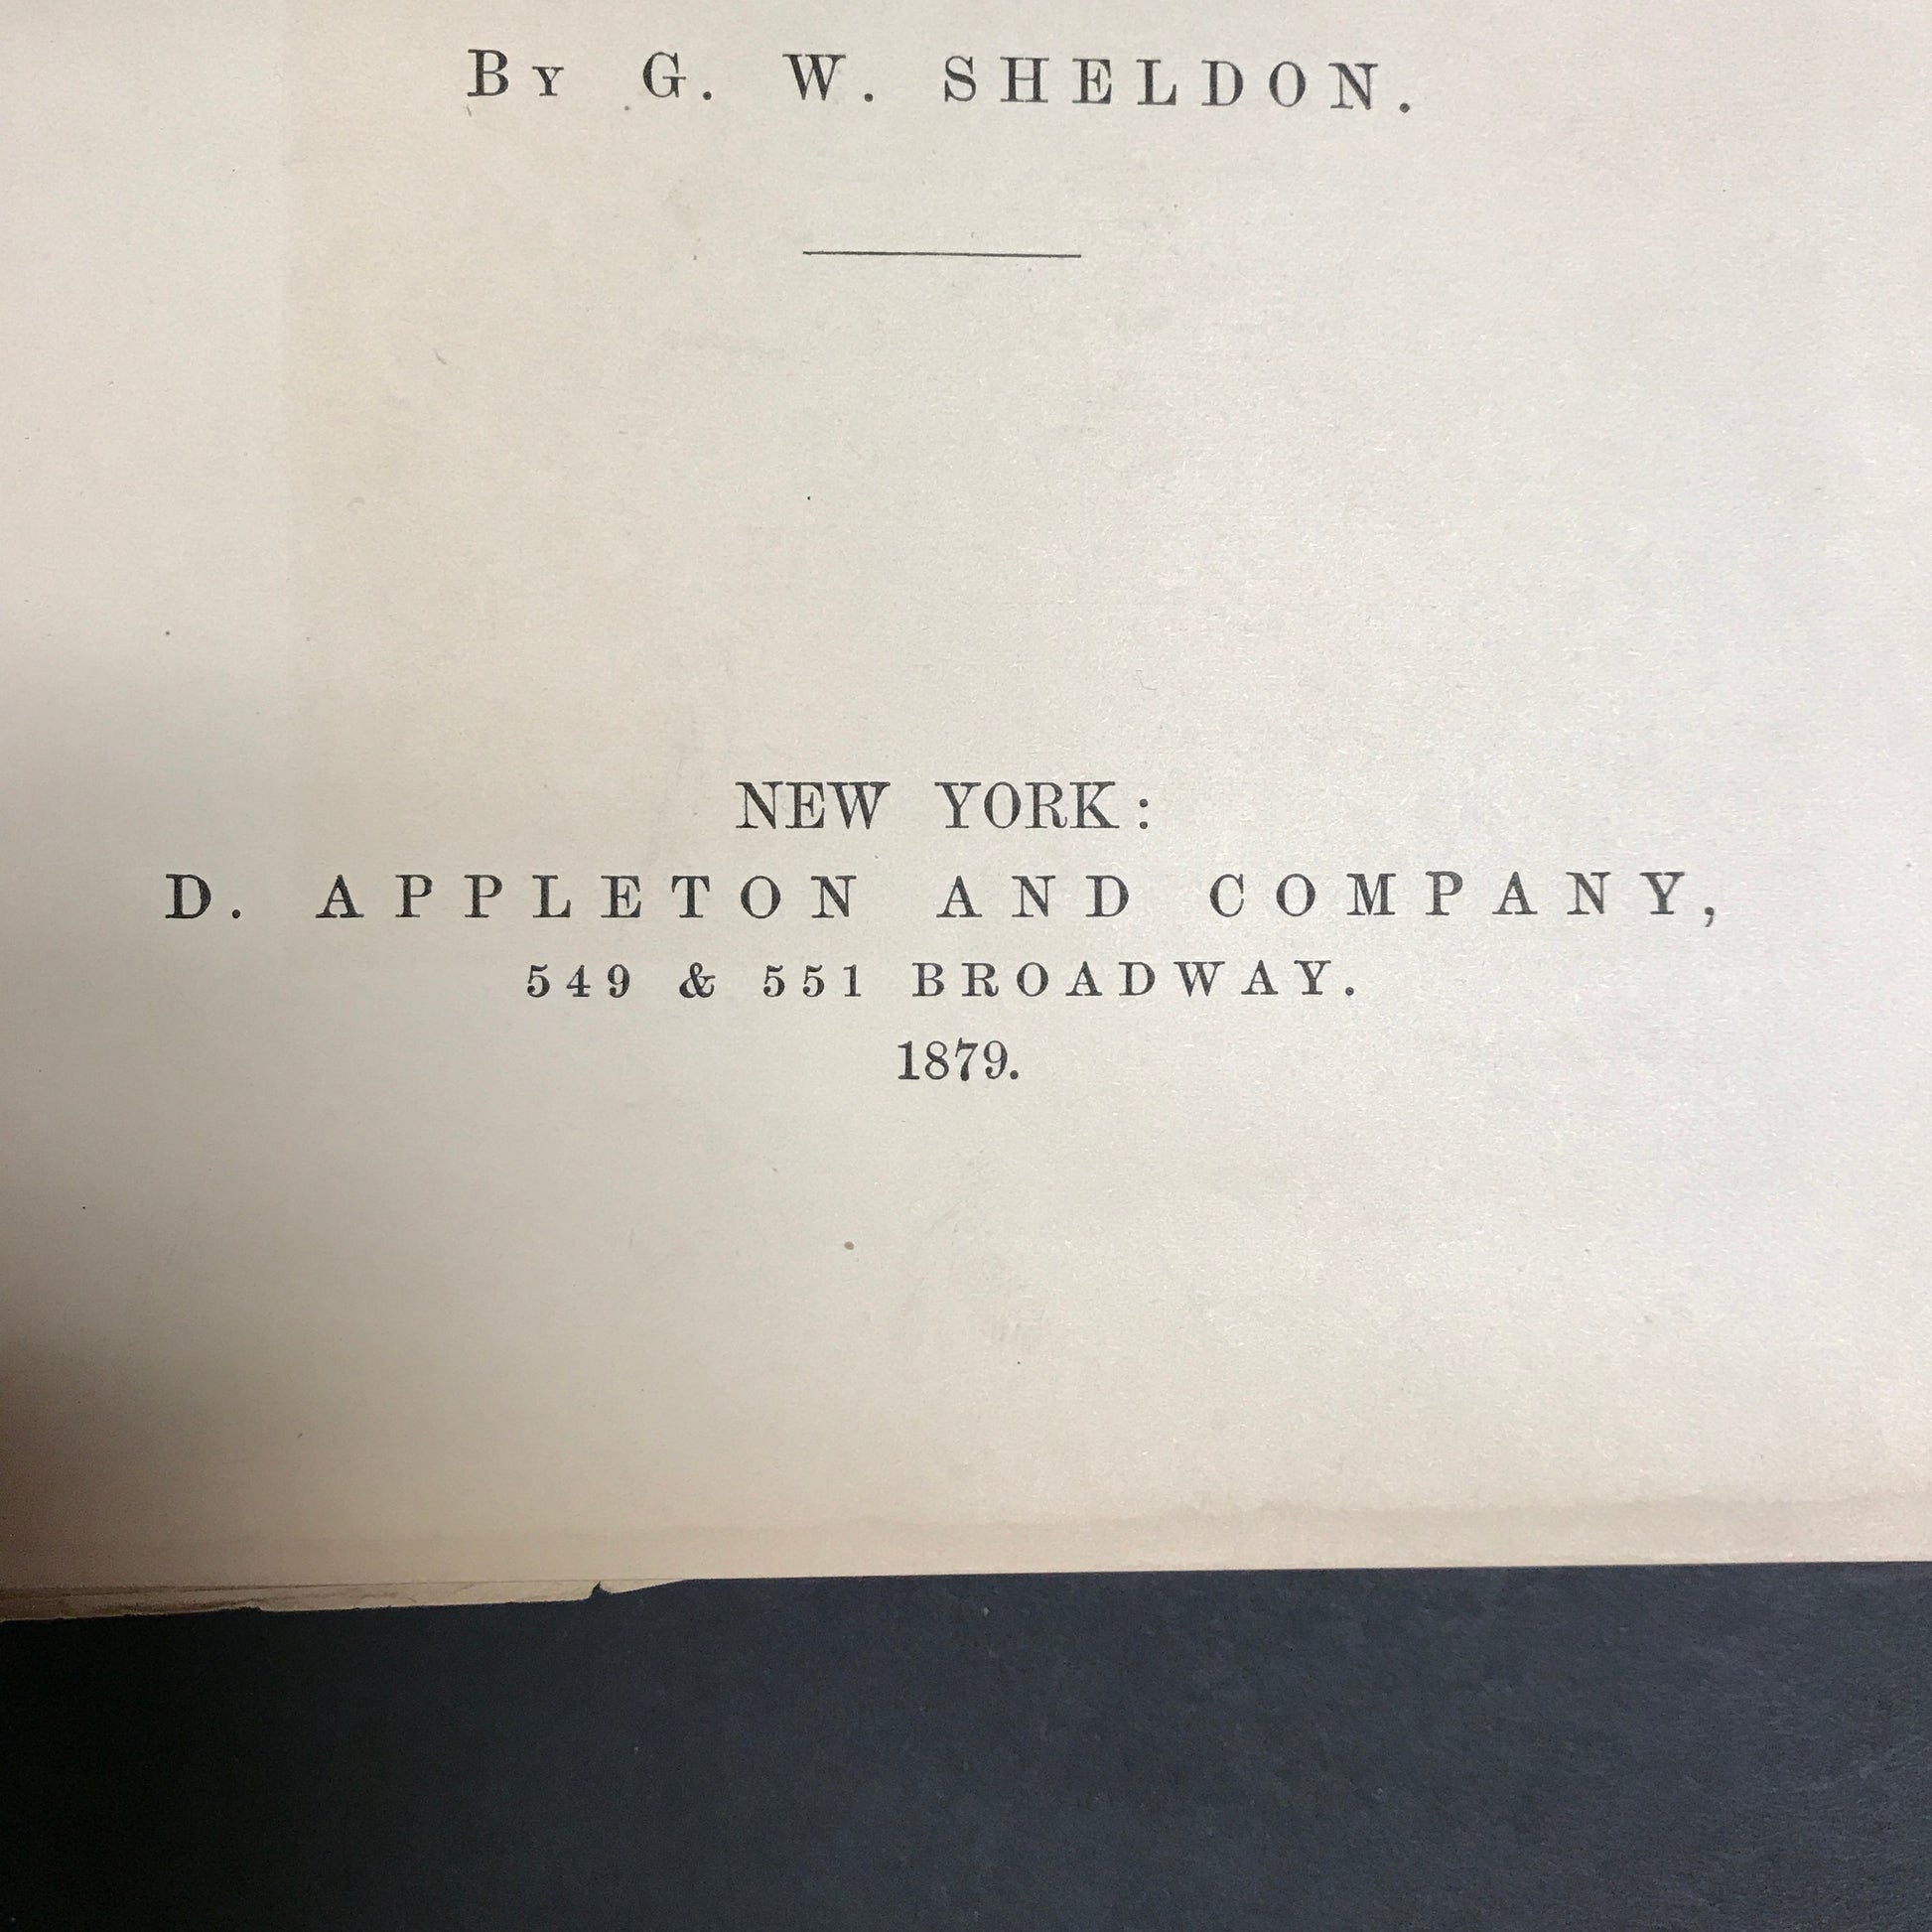 By G. W. SHELDON.
NEW YORK:
D. APPLETON AND COMPANY,
549 & 551 BROADWAY.
1879.